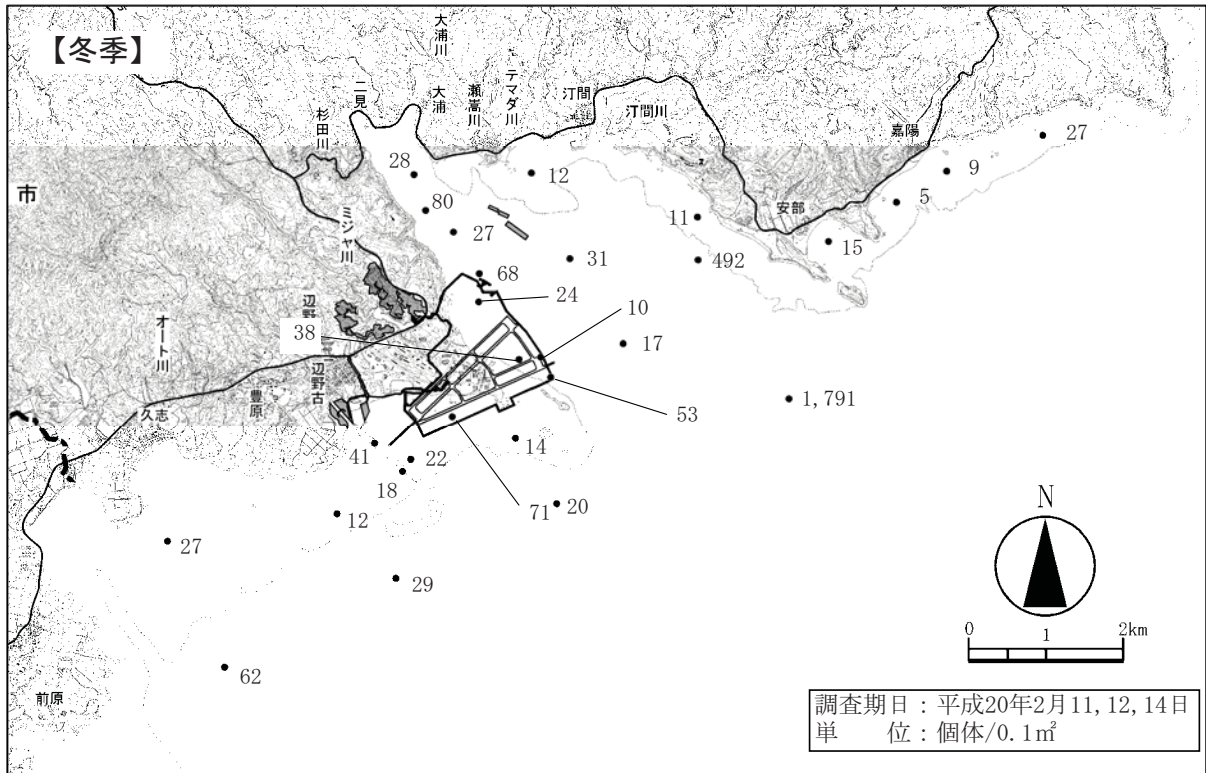 【冬季】
大浦川
テマダ川
瀬嵩川
大浦
二見
杉田川
汀間
汀間川
嘉陽
27
9
5
28
12
市
80
11
安部
15
ミジャ川
27
31
492
68
24
10
38
辺野
オート川
17
辺野古
豊原
久志
1,791
53
41
22
14
18
71
20
12
N
27
29
0 1 2km
62
前原
調査期日:平成20年2月11,12,14日
単 位:個体/0.1㎡